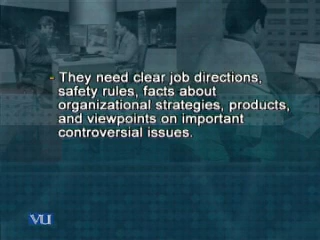 - They need clear job directions,
safety rules, facts about
organizational strategies, products,
and viewpoints on important
controversial issues.
VU